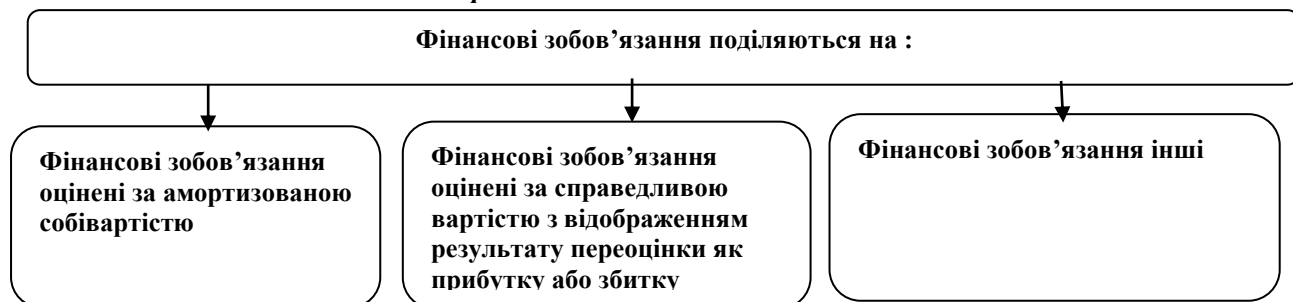 Фінансові зобов’язання поділяються на :
Фінансові зобов’язання
оцінені за амортизованою
собівартістю
Фінансові зобов’язання
оцінені за справедливою
вартістю з відображенням
результату переоцінки як
прибутку або збитку
Фінансові зобов’язання інші